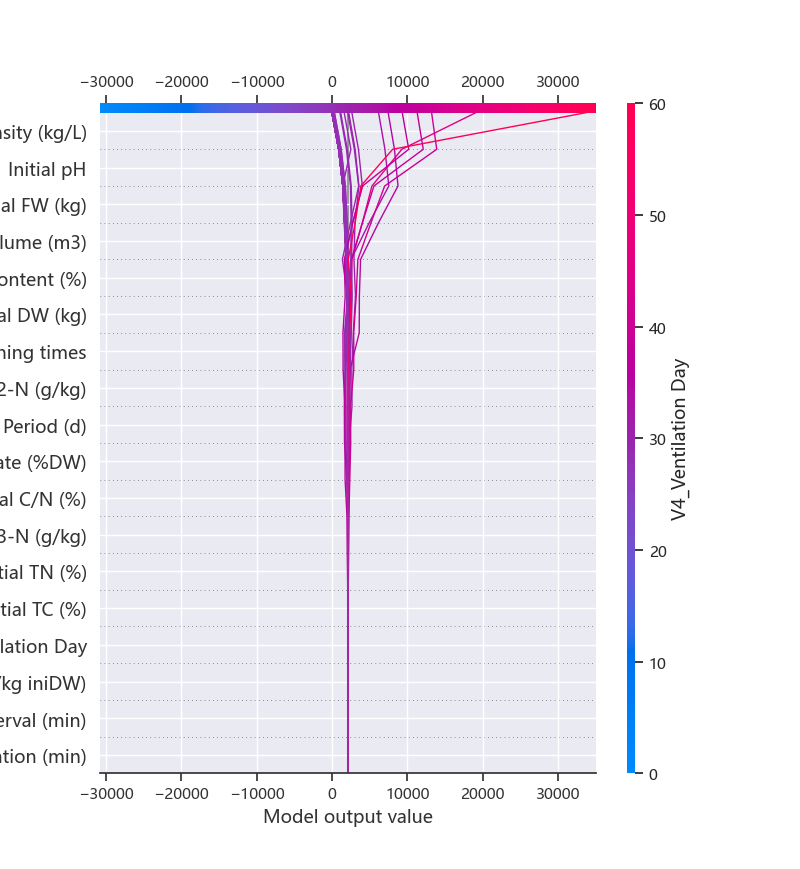 −30000 −20000 −10000 0 10000 20000 30000
sity (kg/L)
Initial pH
al FW (kg)
lume (m3)
ontent (%)
al DW (kg)
ning times
2-N (g/kg)
Period (d)
ate (%DW)
al C/N (%)
3-N (g/kg)
tial TN (%)
tial TC (%)
lation Day
/kg iniDW)
erval (min)
ation (min)
−30000 −20000 −10000 0 10000 20000 30000
Model output value
60
50
40
30
20
10
0
V4_Ventilation Day